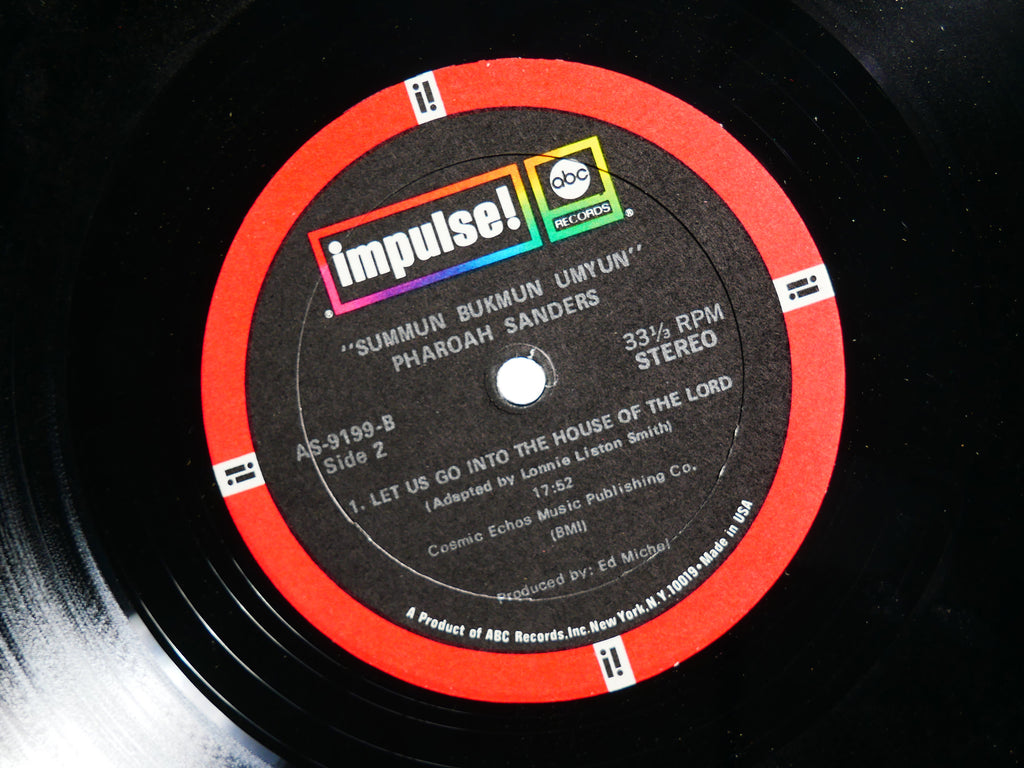 i!
impulse!®
abc
RECORDS®
"SUMMUN BUKMUN UMYUN"
PHAROAH SANDERS
33⅓ RPM
STEREO
i!
AS-9199-B
Side 2
1. LET US GO INTO THE HOUSE OF THE LORD
(Adapted by Lonnie Liston Smith)
17:52
Cosmic Echos Music Publishing Co.
(BMI)
Produced by: Ed Michel
i!
A Product of ABC Records,Inc.New York,N.Y.10019•Made in USA
i!